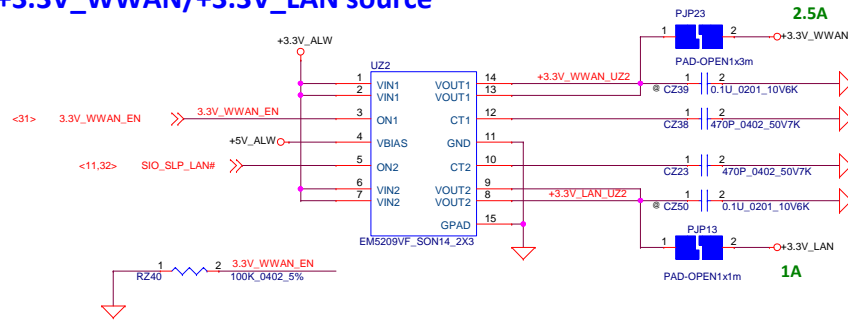 +3.3V_WWAN/+3.3V_LAN source
PJP23
2.5A
1 2
+3.3V_WWAN
PAD-OPEN1x3m
+3.3V_ALW
UZ2
1 VIN1 VOUT1 14 +3.3V_WWAN_UZ2
2 VIN1 VOUT1 13
@ CZ39 1 2 0.1U_0201_10V6K
<31> 3.3V_WWAN_EN 3.3V_WWAN_EN 3 ON1 CT1 12
CZ38 1 2 470P_0402_50V7K
+5V_ALW 4 VBIAS GND 11
<11,32> SIO_SLP_LAN# 5 ON2 CT2 10
CZ23 1 2 470P_0402_50V7K
6 VIN2 VOUT2 9
7 VIN2 VOUT2 8 +3.3V_LAN_UZ2
@ CZ50 1 2 0.1U_0201_10V6K
GPAD 15
EM5209VF_SON14_2X3
PJP13
1 2
+3.3V_LAN
PAD-OPEN1x1m
1A
1 2 3.3V_WWAN_EN
RZ40 100K_0402_5%